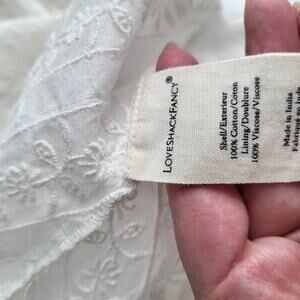 LOVESHACKFANCY®
Shell/Exterieur
100% Cotton/Coton
Lining/Doublure
100% Viscose/Viscose
Made in India